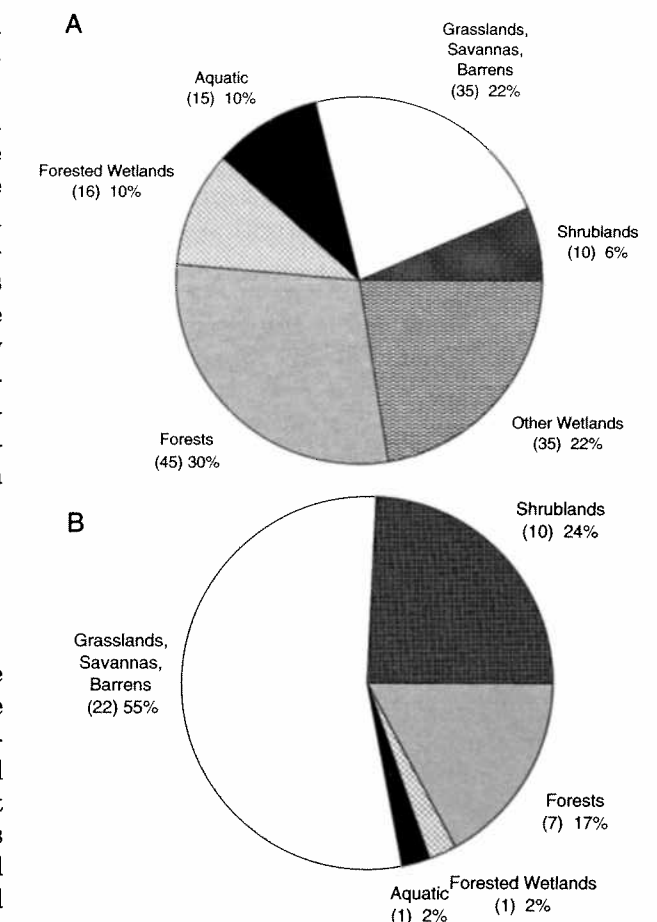 A
Grasslands,
Savannas,
Barrens
(35) 22%
Aquatic
(15) 10%
Forested Wetlands
(16) 10%
Shrublands
(10) 6%
Other Wetlands
(35) 22%
Forests
(45) 30%
B
Shrublands
(10) 24%
Grasslands,
Savannas,
Barrens
(22) 55%
Forests
(7) 17%
Forested Wetlands
(1) 2%
Aquatic
(1) 2%